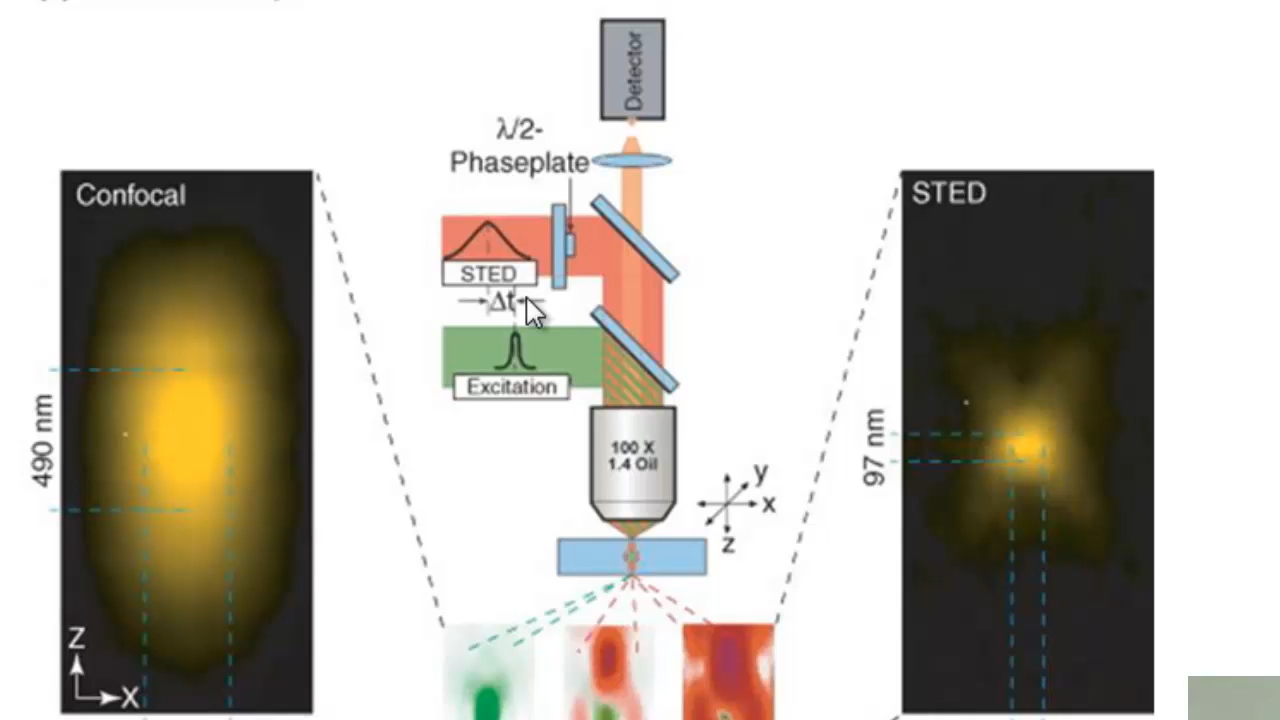 Detector
λ/2-
Phaseplate
Confocal
STED
STED
Δt
Excitation
490 nm
97 nm
100 X
1.4 Oil
y
x
z
Z
X